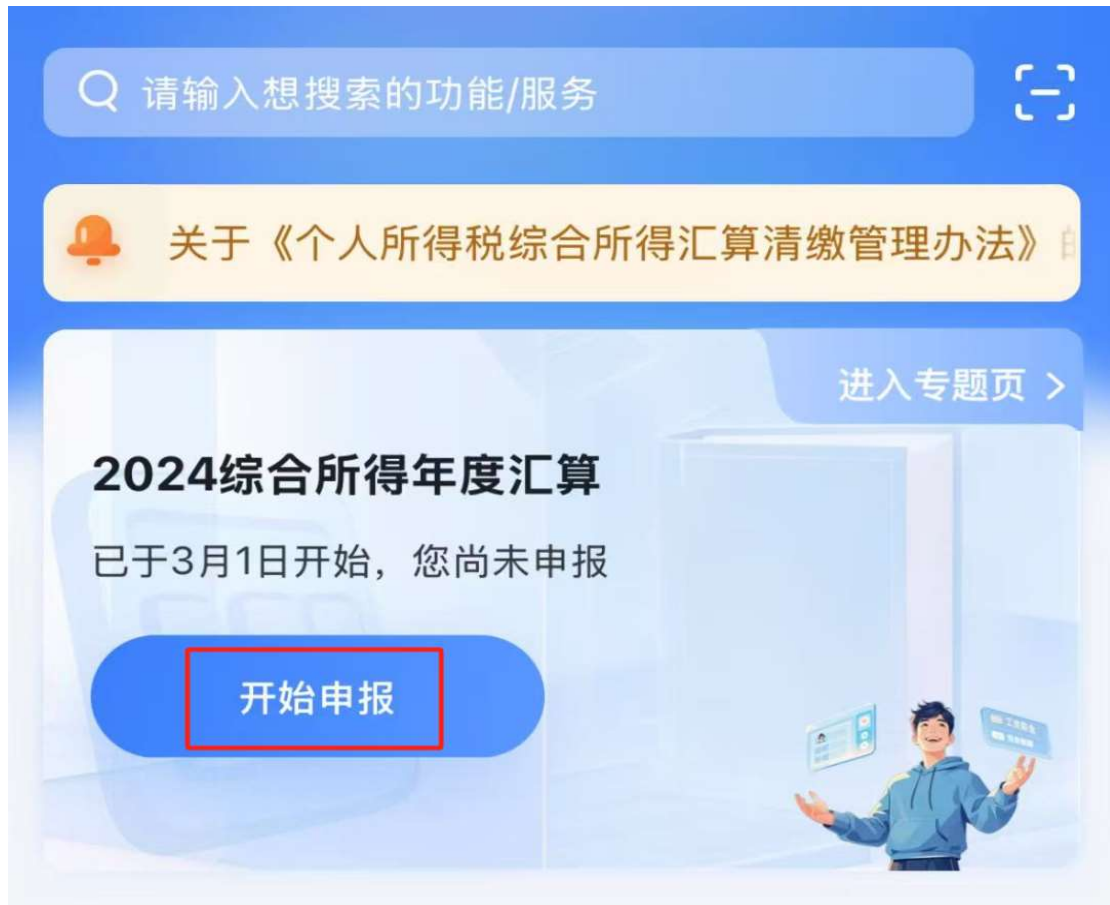 请输入想搜索的功能/服务
关于《个人所得税综合所得汇算清缴管理办法》
进入专题页 >
2024综合所得年度汇算
已于3月1日开始，您尚未申报
开始申报